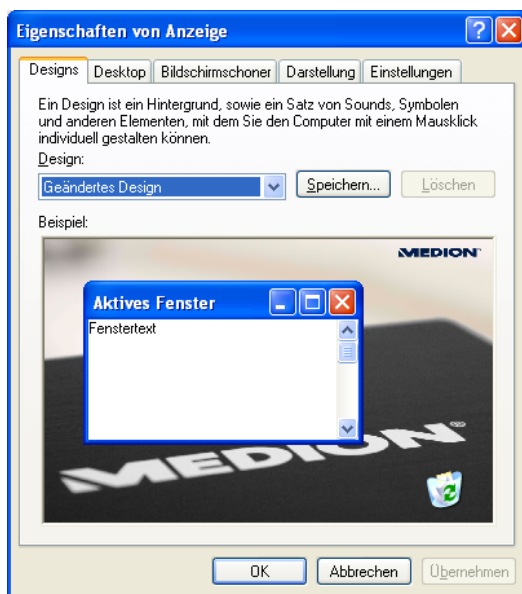 Eigenschaften von Anzeige
Designs Desktop Bildschirmschoner Darstellung Einstellungen
Ein Design ist ein Hintergrund, sowie ein Satz von Sounds, Symbolen
und anderen Elementen, mit dem Sie den Computer mit einem Mausklick
individuell gestalten können.
Design:
Geändertes Design Speichern... Löschen
Beispiel:
MEDION
Aktives Fenster
Fenstertext
MEDION®
OK Abbrechen Übernehmen